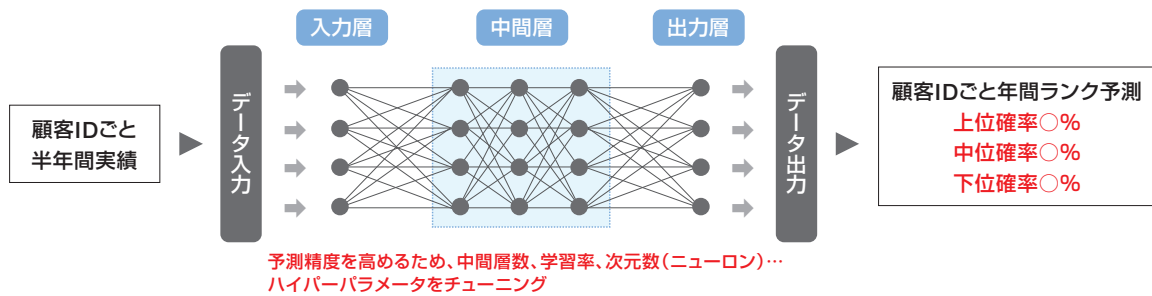 入力層
中間層
出力層
顧客IDごと
半年間実績
データ入力
データ出力
顧客IDごと年間ランク予測
上位確率○%
中位確率○%
下位確率○%
予測精度を高めるため、中間層数、学習率、次元数(ニューロン)…
ハイパーパラメータをチューニング